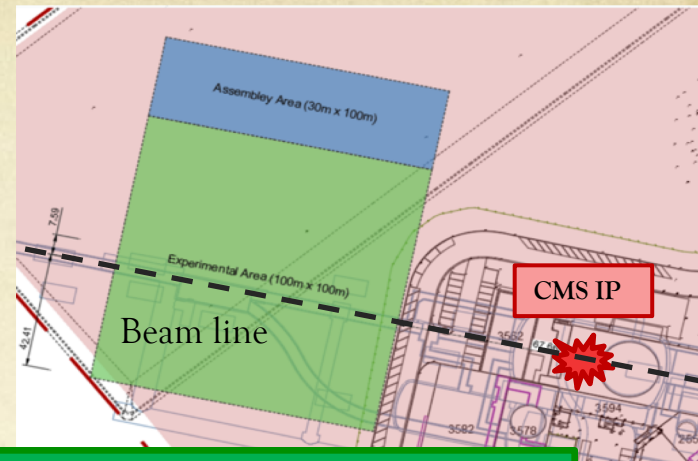 Assembley Area (30m x 100m)
7.59
Experimental Area (100m x 100m)
CMS IP
Beam line
42.41
3562
3594
3582
3578